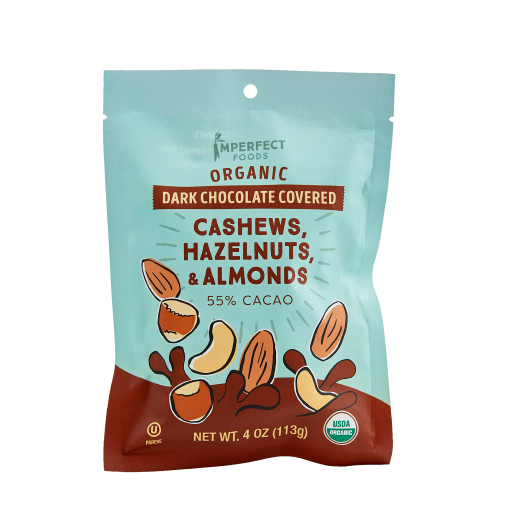 IMPERFECT
FOODS
ORGANIC
DARK CHOCOLATE COVERED
CASHEWS,
HAZELNUTS,
& ALMONDS
55% CACAO
U
PAREVE
NET WT. 4 OZ (113g)
USDA
ORGANIC